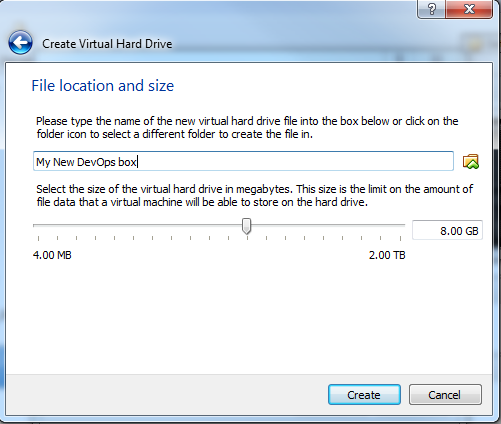 Create Virtual Hard Drive
File location and size
Please type the name of the new virtual hard drive file into the box below or click on the
folder icon to select a different folder to create the file in.
My New DevOps box
Select the size of the virtual hard drive in megabytes. This size is the limit on the amount of
file data that a virtual machine will be able to store on the hard drive.
8.00 GB
4.00 MB
2.00 TB
Create
Cancel